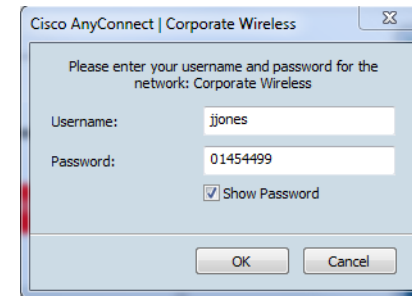 Cisco AnyConnect | Corporate Wireless
Please enter your username and password for the
network: Corporate Wireless
Username: jjones
Password: 01454499
Show Password
OK Cancel